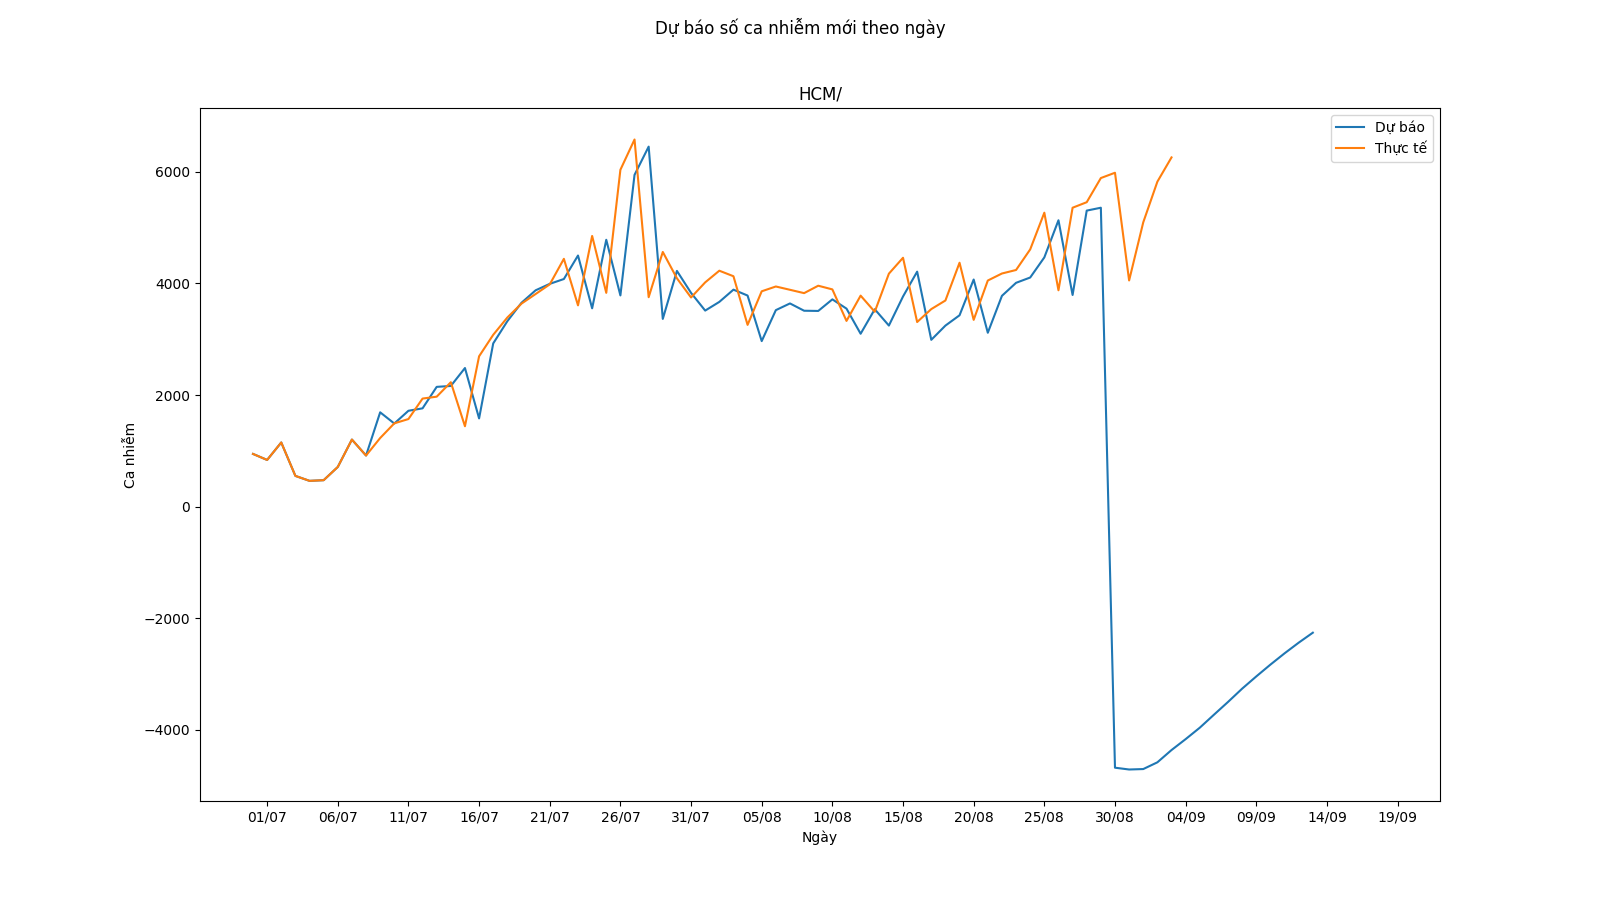 Dự báo số ca nhiễm mới theo ngày
HCM/
Dự báo
Thực tế
6000
4000
2000
0
−2000
−4000
Ca nhiễm
01/07 06/07 11/07 16/07 21/07 26/07 31/07 05/08 10/08 15/08 20/08 25/08 30/08 04/09 09/09 14/09 19/09
Ngày